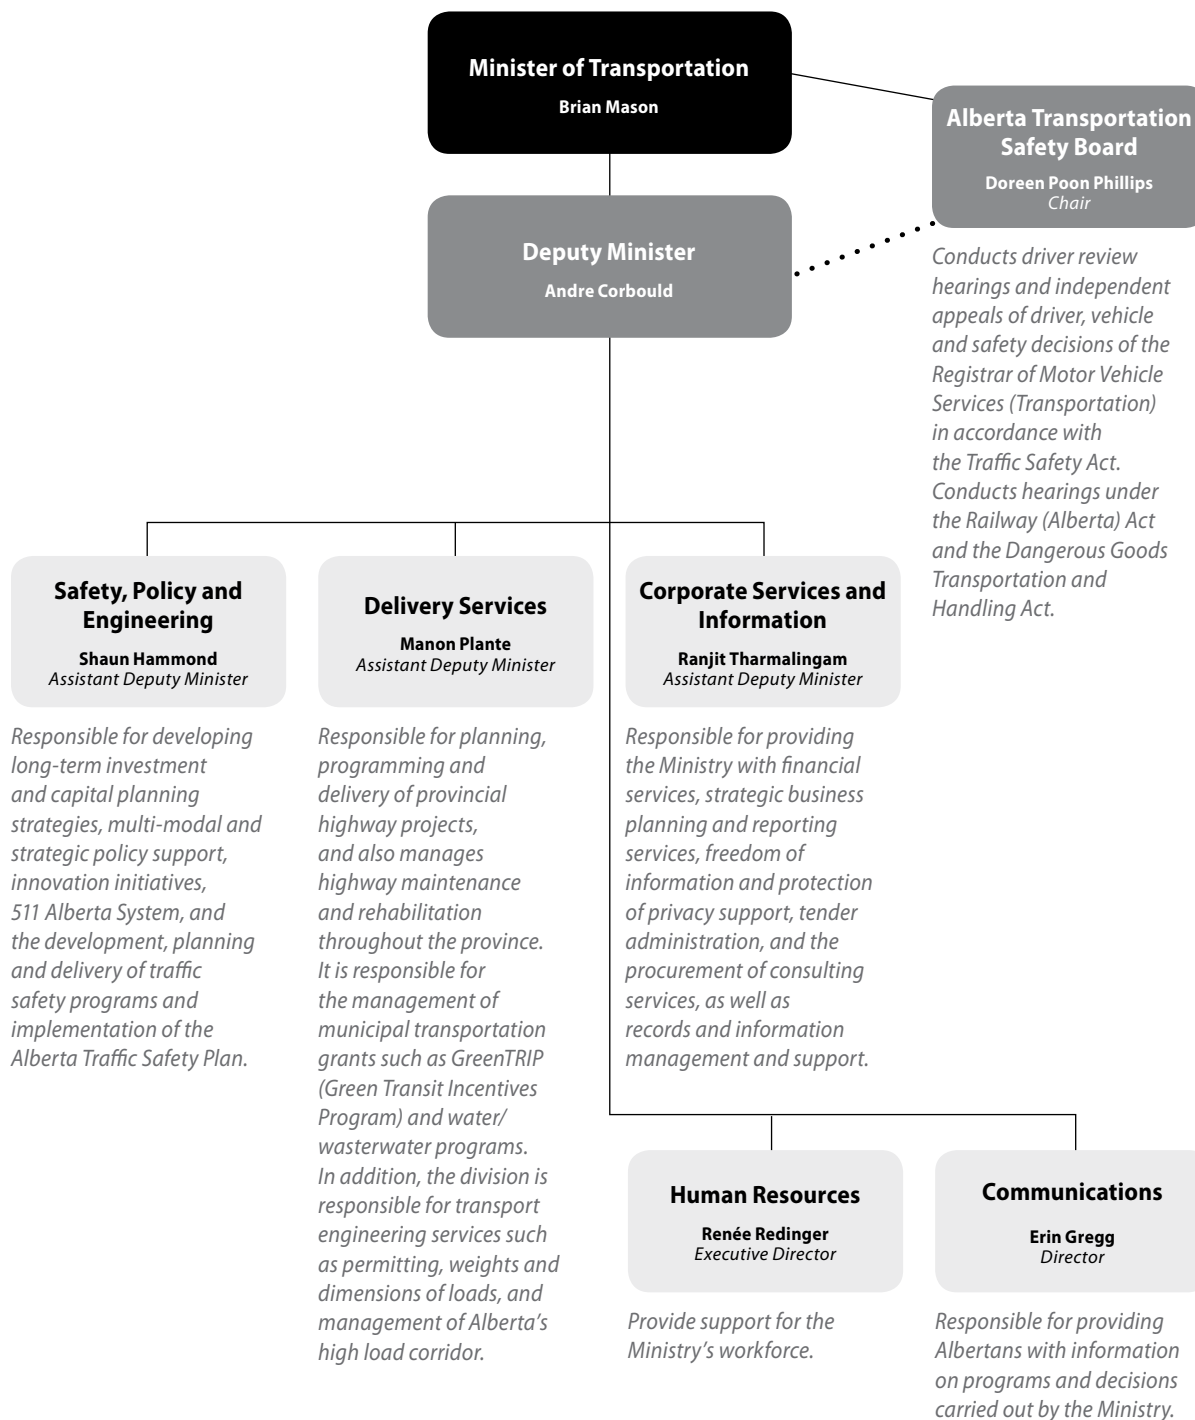 Minister of Transportation
Brian Mason
Alberta Transportation
Safety Board
Doreen Poon Phillips
Chair
Conducts driver review
hearings and independent
appeals of driver, vehicle
and safety decisions of the
Registrar of Motor Vehicle
Services (Transportation)
in accordance with
the Traffic Safety Act.
Conducts hearings under
the Railway (Alberta) Act
and the Dangerous Goods
Transportation and
Handling Act.
Deputy Minister
Andre Corbould
Safety, Policy and
Engineering
Shaun Hammond
Assistant Deputy Minister
Responsible for developing
long-term investment
and capital planning
strategies, multi-modal and
strategic policy support,
innovation initiatives,
511 Alberta System, and
the development, planning
and delivery of traffic
safety programs and
implementation of the
Alberta Traffic Safety Plan.
Delivery Services
Manon Plante
Assistant Deputy Minister
Responsible for planning,
programming and
delivery of provincial
highway projects,
and also manages
highway maintenance
and rehabilitation
throughout the province.
It is responsible for
the management of
municipal transportation
grants such as GreenTRIP
(Green Transit Incentives
Program) and water/
wasterwater programs.
In addition, the division is
responsible for transport
engineering services such
as permitting, weights and
dimensions of loads, and
management of Alberta's
high load corridor.
Corporate Services and
Information
Ranjit Tharmalingam
Assistant Deputy Minister
Responsible for providing
the Ministry with financial
services, strategic business
planning and reporting
services, freedom of
information and protection
of privacy support, tender
administration, and the
procurement of consulting
services, as well as
records and information
management and support.
Human Resources
Renée Redinger
Executive Director
Provide support for the
Ministry's workforce.
Communications
Erin Gregg
Director
Responsible for providing
Albertans with information
on programs and decisions
carried out by the Ministry.